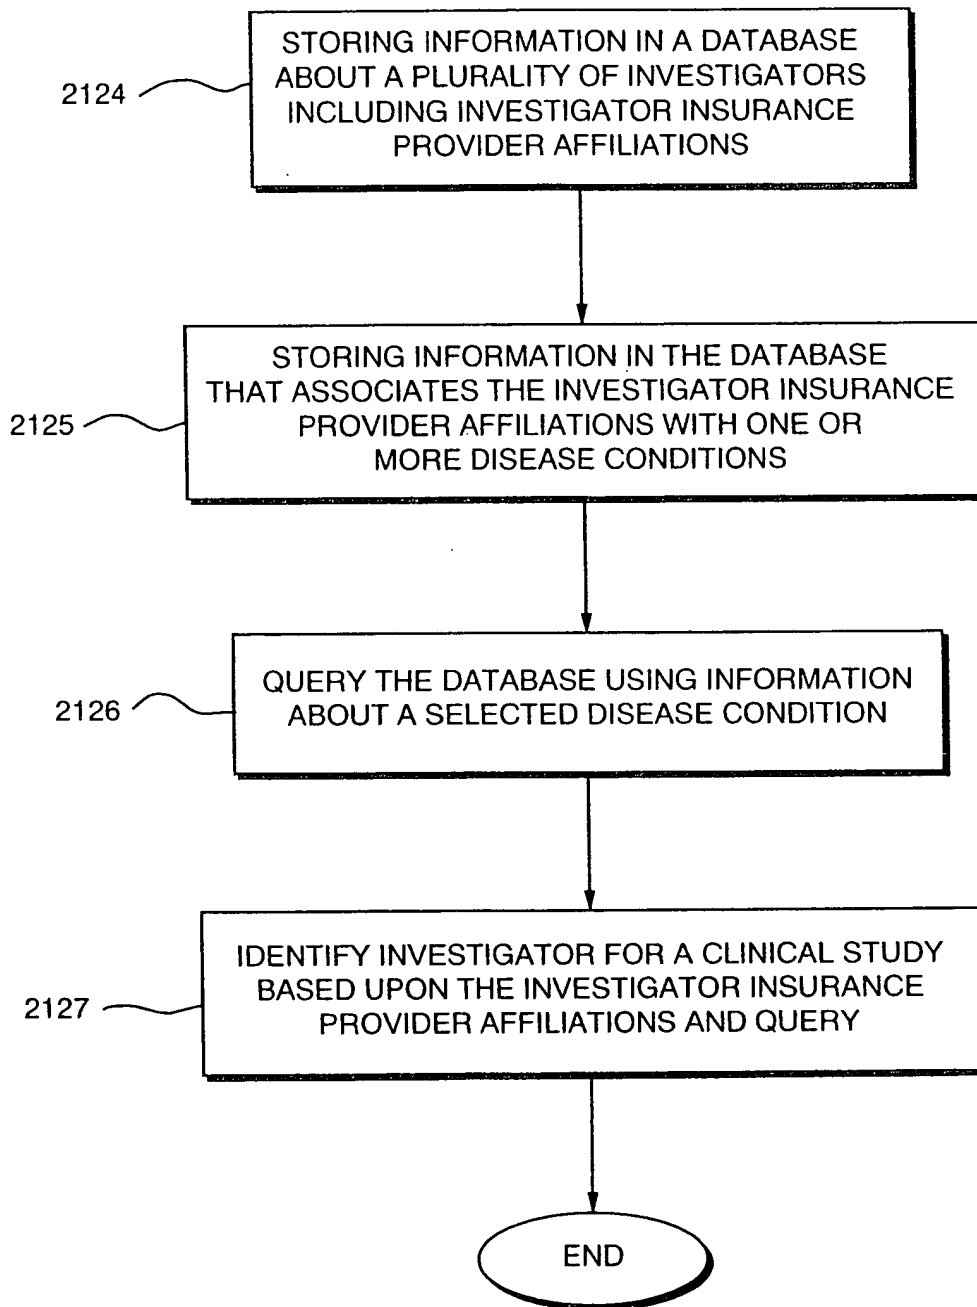 2124
STORING INFORMATION IN A DATABASE
ABOUT A PLURALITY OF INVESTIGATORS
INCLUDING INVESTIGATOR INSURANCE
PROVIDER AFFILIATIONS
2125
STORING INFORMATION IN THE DATABASE
THAT ASSOCIATES THE INVESTIGATOR INSURANCE
PROVIDER AFFILIATIONS WITH ONE OR
MORE DISEASE CONDITIONS
2126
QUERY THE DATABASE USING INFORMATION
ABOUT A SELECTED DISEASE CONDITION
2127
IDENTIFY INVESTIGATOR FOR A CLINICAL STUDY
BASED UPON THE INVESTIGATOR INSURANCE
PROVIDER AFFILIATIONS AND QUERY
END